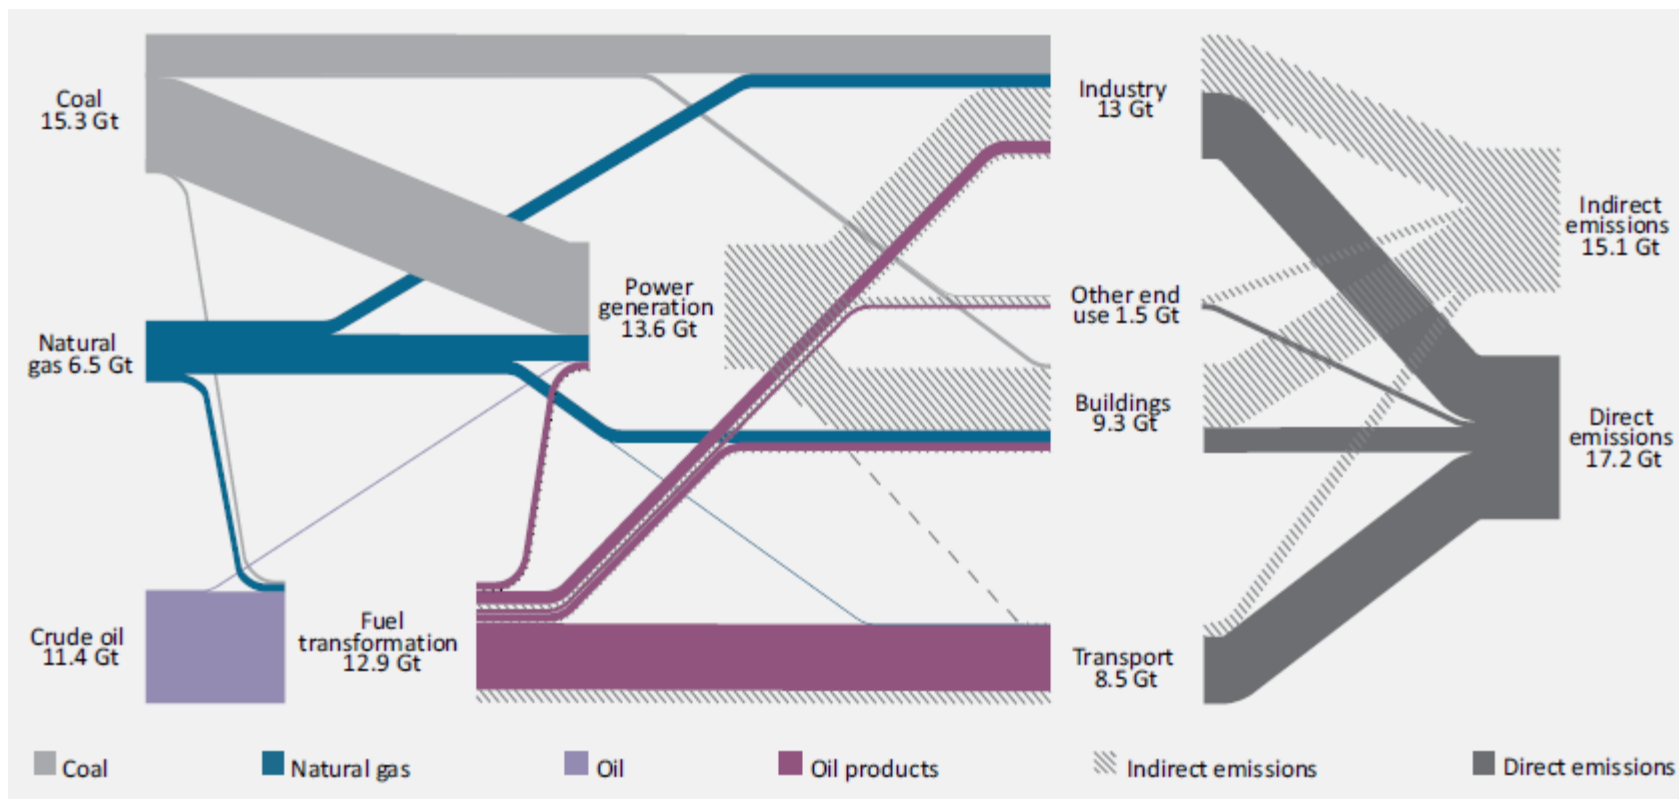 Coal
15.3 Gt
Natural
gas 6.5 Gt
Crude oil
11.4 Gt
Fuel
transformation
12.9 Gt
Power
generation
13.6 Gt
Industry
13 Gt
Other end
use 1.5 Gt
Buildings
9.3 Gt
Transport
8.5 Gt
Indirect
emissions
15.1 Gt
Direct
emissions
17.2 Gt
Coal
Natural gas
Oil
Oil products
Indirect emissions
Direct emissions